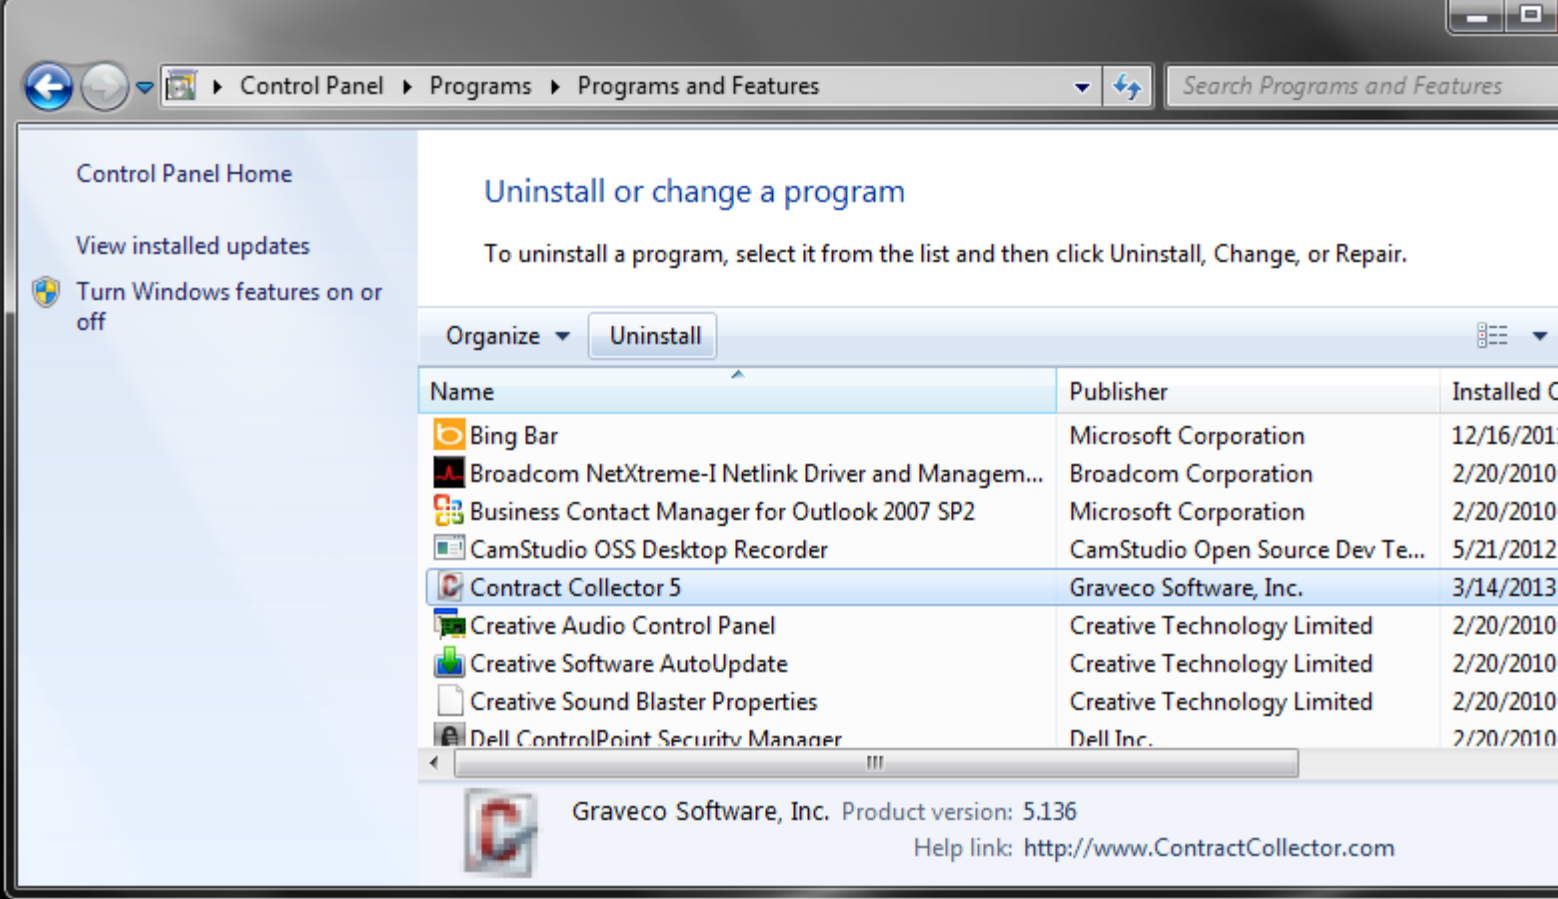 Control Panel Programs Programs and Features
Search Programs and Features
Control Panel Home
View installed updates
Turn Windows features on or
off
Uninstall or change a program
To uninstall a program, select it from the list and then click Uninstall, Change, or Repair.
Organize Uninstall
Name Publisher Installed
Bing Bar Microsoft Corporation 12/16/201
Broadcom NetXtreme-I Netlink Driver and Managem... Broadcom Corporation 2/20/2010
Business Contact Manager for Outlook 2007 SP2 Microsoft Corporation 2/20/2010
CamStudio OSS Desktop Recorder CamStudio Open Source Dev Te... 5/21/2012
Contract Collector 5 Graveco Software, Inc. 3/14/2013
Creative Audio Control Panel Creative Technology Limited 2/20/2010
Creative Software AutoUpdate Creative Technology Limited 2/20/2010
Creative Sound Blaster Properties Creative Technology Limited 2/20/2010
Dell ControlPoint Security Manager Dell Inc. 2/20/2010
Graveco Software, Inc. Product version: 5.136
Help link: http://www.ContractCollector.com